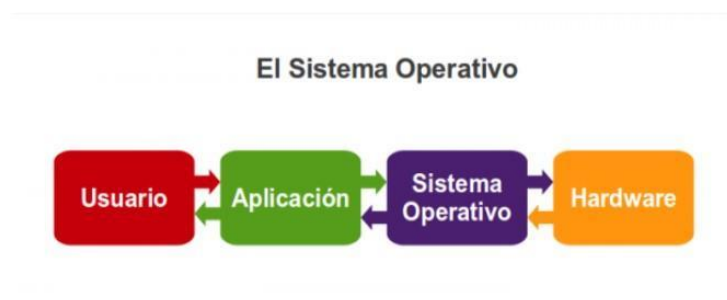 El Sistema Operativo
Usuario
Aplicación
Sistema
Operativo
Hardware